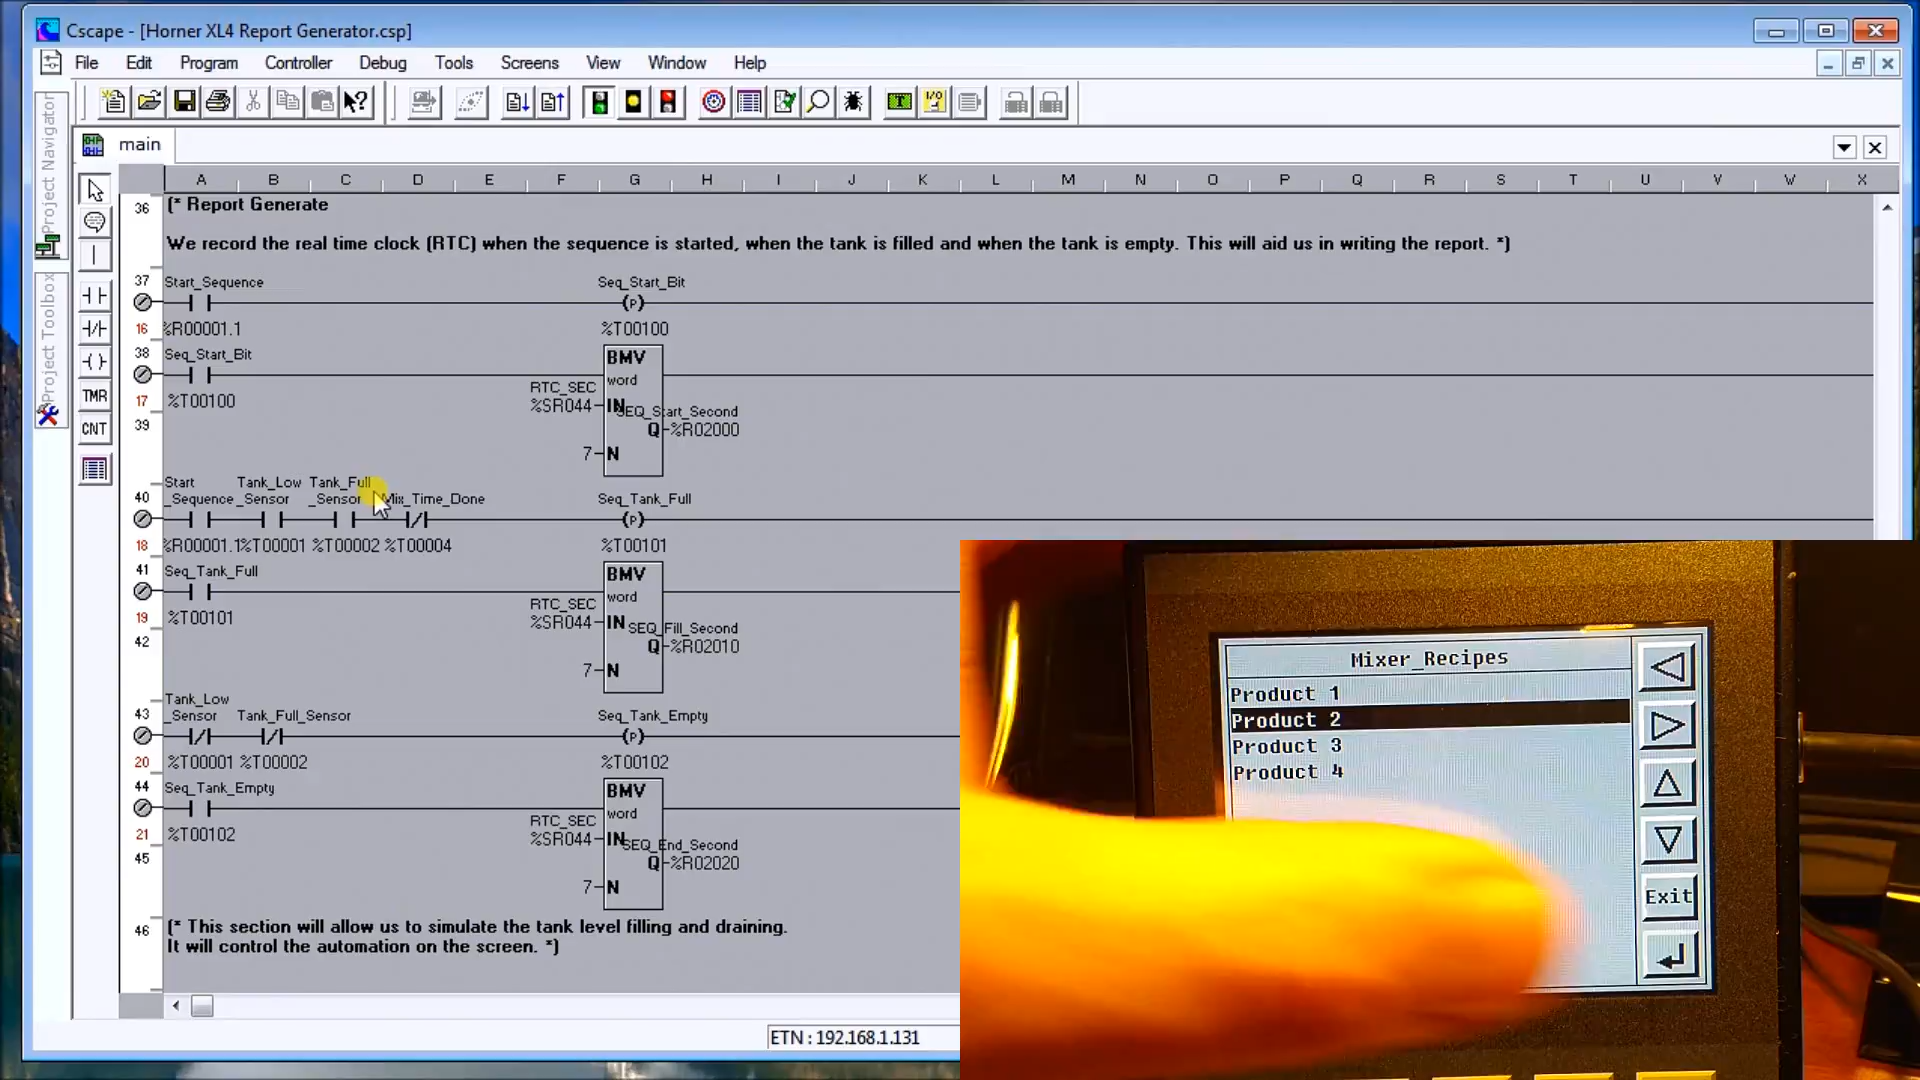 Cscape - [Horner XL4 Report Generator.csp]
File Edit Program Controller Debug Tools Screens View Window Help
main
Project Navigator
Project Toolbox
TMR
CNT
A B C D E F G H I J K L M N O P Q R S T U V W X
36 (* Report Generate
We record the real time clock (RTC) when the sequence is started, when the tank is filled and when the tank is empty. This will aid us in writing the report. *)
37 Start_Sequence Seq_Start_Bit
(P)
16 %R00001.1 %T00100
38 Seq_Start_Bit BMV
word
RTC_SEC
17 %T00100 %SR044 IN
39 SEQ_Start_Second
Q %R02000
7 N
Start Tank_Low Tank_Full
40 _Sequence _Sensor _Sensor Mix_Time_Done Seq_Tank_Full
(P)
18 %R00001.1 %T00001 %T00002 %T00004 %T00101
41 Seq_Tank_Full BMV
word
RTC_SEC
19 %T00101 %SR044 IN
42 SEQ_Fill_Second
Q %R02010
7 N
Tank_Low
43 _Sensor Tank_Full_Sensor Seq_Tank_Empty
(P)
20 %T00001 %T00002 %T00102
44 Seq_Tank_Empty BMV
word
RTC_SEC
21 %T00102 %SR044 IN
45 SEQ_End_Second
Q %R02020
7 N
46 (* This section will allow us to simulate the tank level filling and draining.
It will control the automation on the screen. *)
ETN : 192.168.1.131
Mixer_Recipes
Product 1
Product 2
Product 3
Product 4
Exit